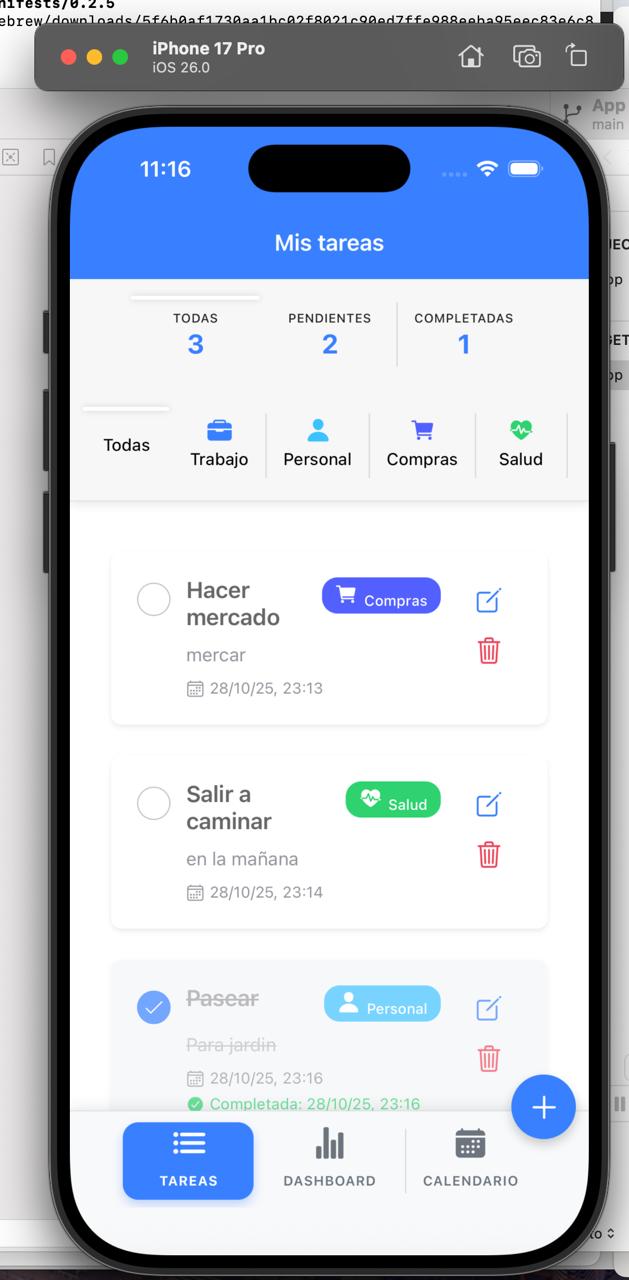 nifests/0.2.5
ebrew/downloads/5f6b0af1730aa1bc02f8021c90ed7ffe988eeba95eec83e6c8
iPhone 17 Pro
iOS 26.0
App
main
11:16
Mis tareas
TODAS
3
PENDIENTES
2
COMPLETADAS
1
Todas
Trabajo
Personal
Compras
Salud
Hacer
mercado
Compras
mercar
28/10/25, 23:13
Salir a
caminar
Salud
en la mañana
28/10/25, 23:14
Pasear
Personal
Para jardin
28/10/25, 23:16
Completada: 28/10/25, 23:16
TAREAS
DASHBOARD
CALENDARIO